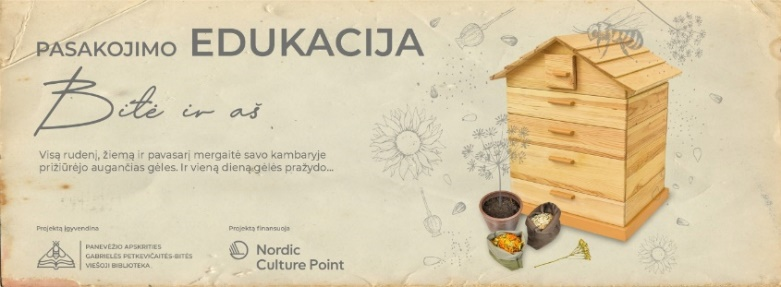 PASAKOJIMO EDUKACIJA
Bitė ir aš
Visą rudenį, žiemą ir pavasarį mergaitė savo kambaryje
prižiūrėjo augančias gėles. Ir vieną dieną,gėlės pražydo...
Projektą įgyvendina
PANEVĖŽIO APSKRITIES
GABRIELĖS PETKEVIČAITĖS-BITĖS
VIEŠOJI BIBLIOTEKA
Projektą finansuoja
Nordic
Culture Point